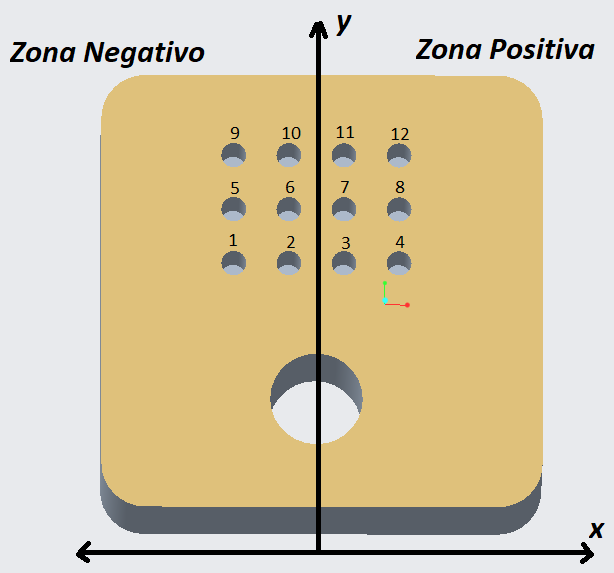 y
Zona Negativo
Zona Positiva
9 10 11 12
5 6 7 8
1 2 3 4
x